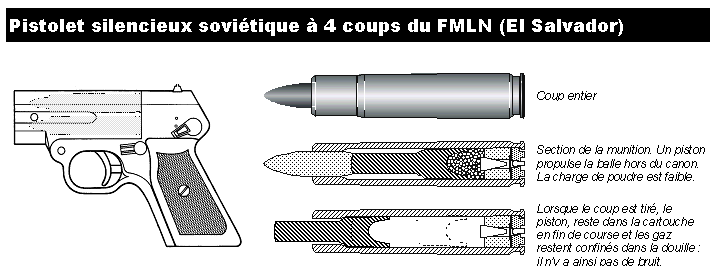 Pistolet silencieux soviétique à 4 coups du FMLN (El Salvador)
Coup entier
Section de la munition. Un piston
propulse la balle hors du canon.
La charge de poudre est faible.
Lorsque le coup est tiré, le
piston, reste dans la cartouche
en fin de course et les gaz
restent confinés dans la douille :
il n'y a ainsi pas de bruit.